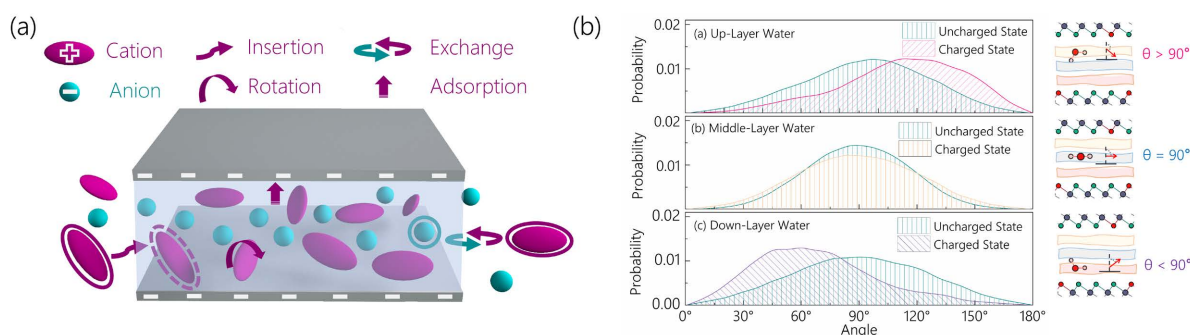 (a)
Cation
Insertion
Exchange
Anion
Rotation
Adsorption
(b)
0.02
(a) Up-Layer Water
Uncharged State
Charged State
Probability
0.01
θ > 90°
0.02
(b) Middle-Layer Water
Uncharged State
Charged State
Probability
0.01
θ = 90°
0.02
(c) Down-Layer Water
Uncharged State
Charged State
Probability
0.01
θ < 90°
0.00
0° 30° 60° 90° 120° 150° 180°
Angle